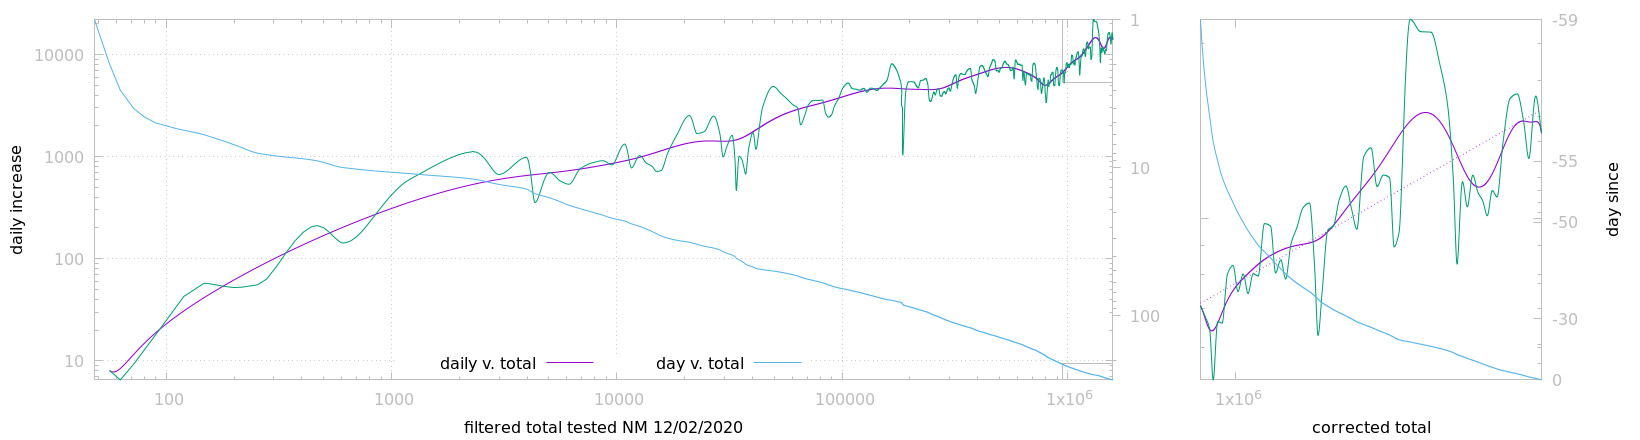 daily increase
10000
1000
100
10
100
1000
10000
100000
1x10^6
1
10
100
daily v. total
day v. total
filtered total tested NM 12/02/2020
-59
-55
-50
-30
0
day since
1x10^6
corrected total